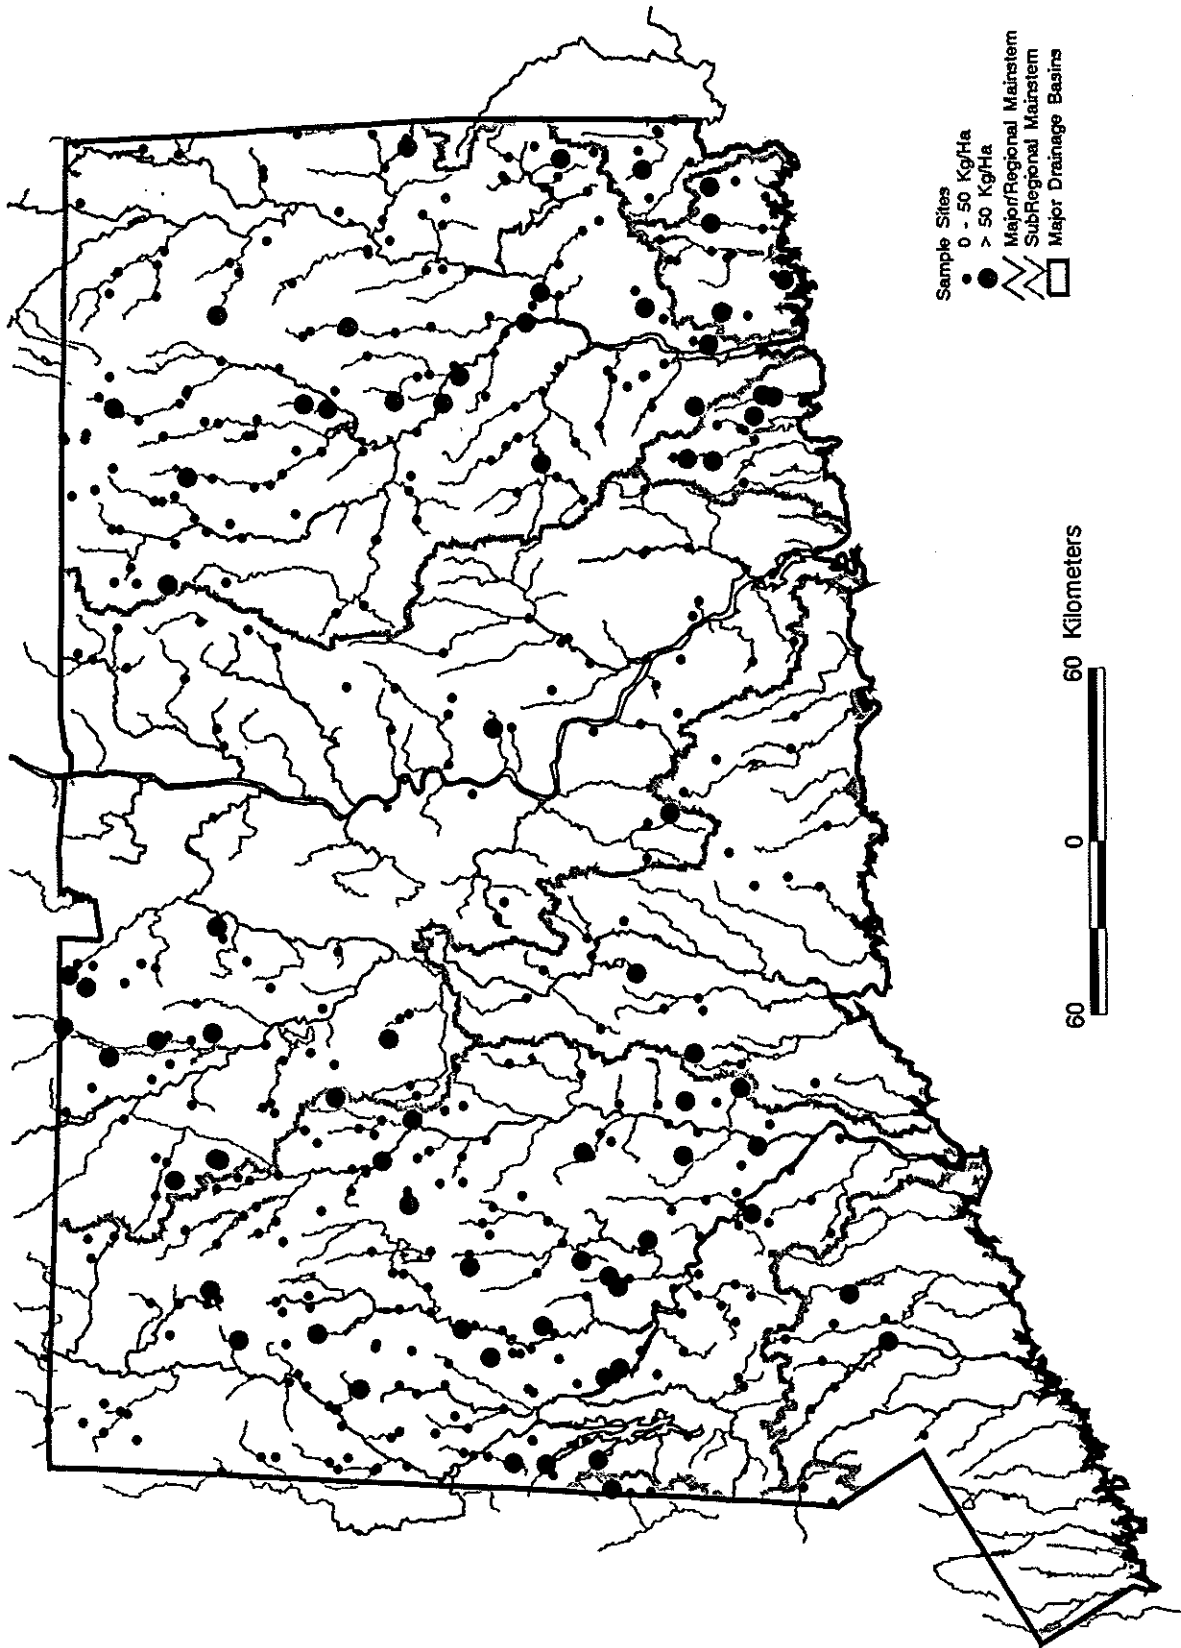 Sample Sites
0 - 50 Kg/Ha
> 50 Kg/Ha
Major/Regional Mainstem
SubRegional Mainstem
Major Drainage Basins
60 0 60 Kilometers